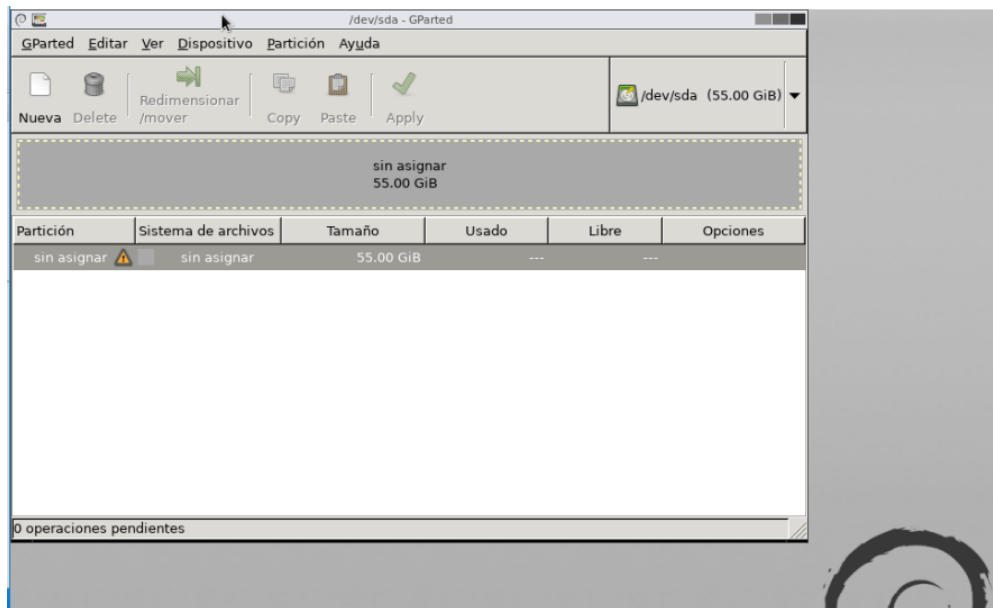 /dev/sda - GParted
GParted Editar Ver Dispositivo Partición Ayuda
Nueva Delete Redimensionar /mover Copy Paste Apply /dev/sda (55.00 GiB)
sin asignar
55.00 GiB
Partición Sistema de archivos Tamaño Usado Libre Opciones
sin asignar sin asignar 55.00 GiB --- ---
0 operaciones pendientes